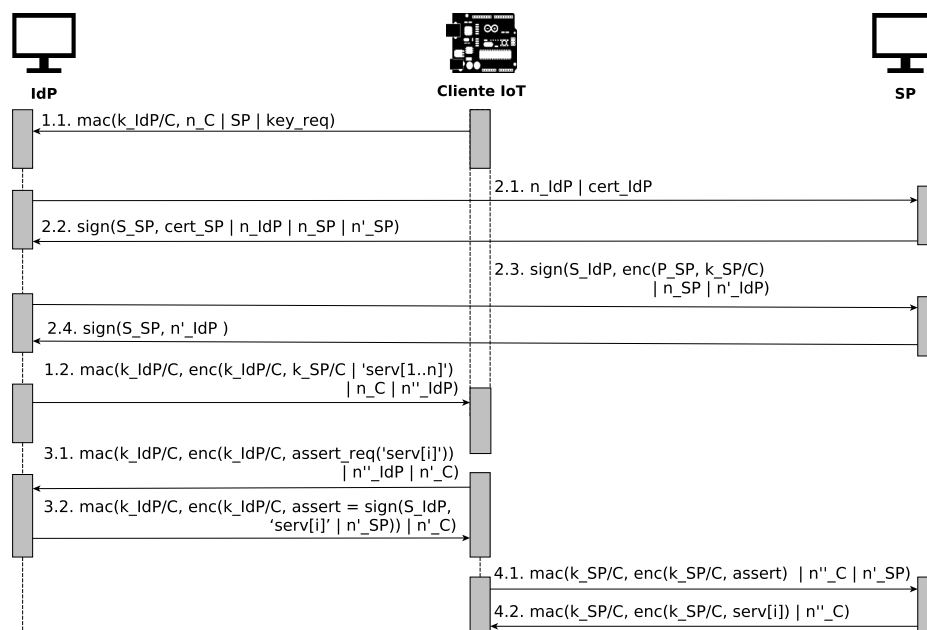 IdP
Cliente IoT
SP
1.1. mac(k_IdP/C, n_C | SP | key_req)
2.1. n_IdP | cert_IdP
2.2. sign(S_SP, cert_SP | n_IdP | n_SP | n'_SP)
2.3. sign(S_IdP, enc(P_SP, k_SP/C)
| n_SP | n'_IdP)
2.4. sign(S_SP, n'_IdP )
1.2. mac(k_IdP/C, enc(k_IdP/C, k_SP/C | 'serv[1..n]')
| n_C | n''_IdP)
3.1. mac(k_IdP/C, enc(k_IdP/C, assert_req('serv[i]'))
| n''_IdP | n'_C)
3.2. mac(k_IdP/C, enc(k_IdP/C, assert = sign(S_IdP,
‘serv[i]’ | n'_SP)) | n'_C)
4.1. mac(k_SP/C, enc(k_SP/C, assert) | n''_C | n'_SP)
4.2. mac(k_SP/C, enc(k_SP/C, serv[i]) | n''_C)